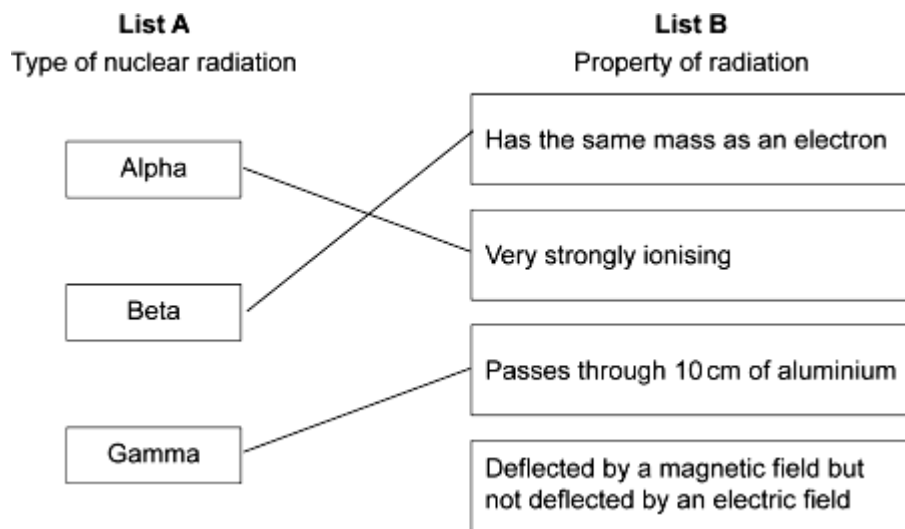 List A
Type of nuclear radiation
Alpha
Beta
Gamma
List B
Property of radiation
Has the same mass as an electron
Very strongly ionising
Passes through 10 cm of aluminium
Deflected by a magnetic field but
not deflected by an electric field